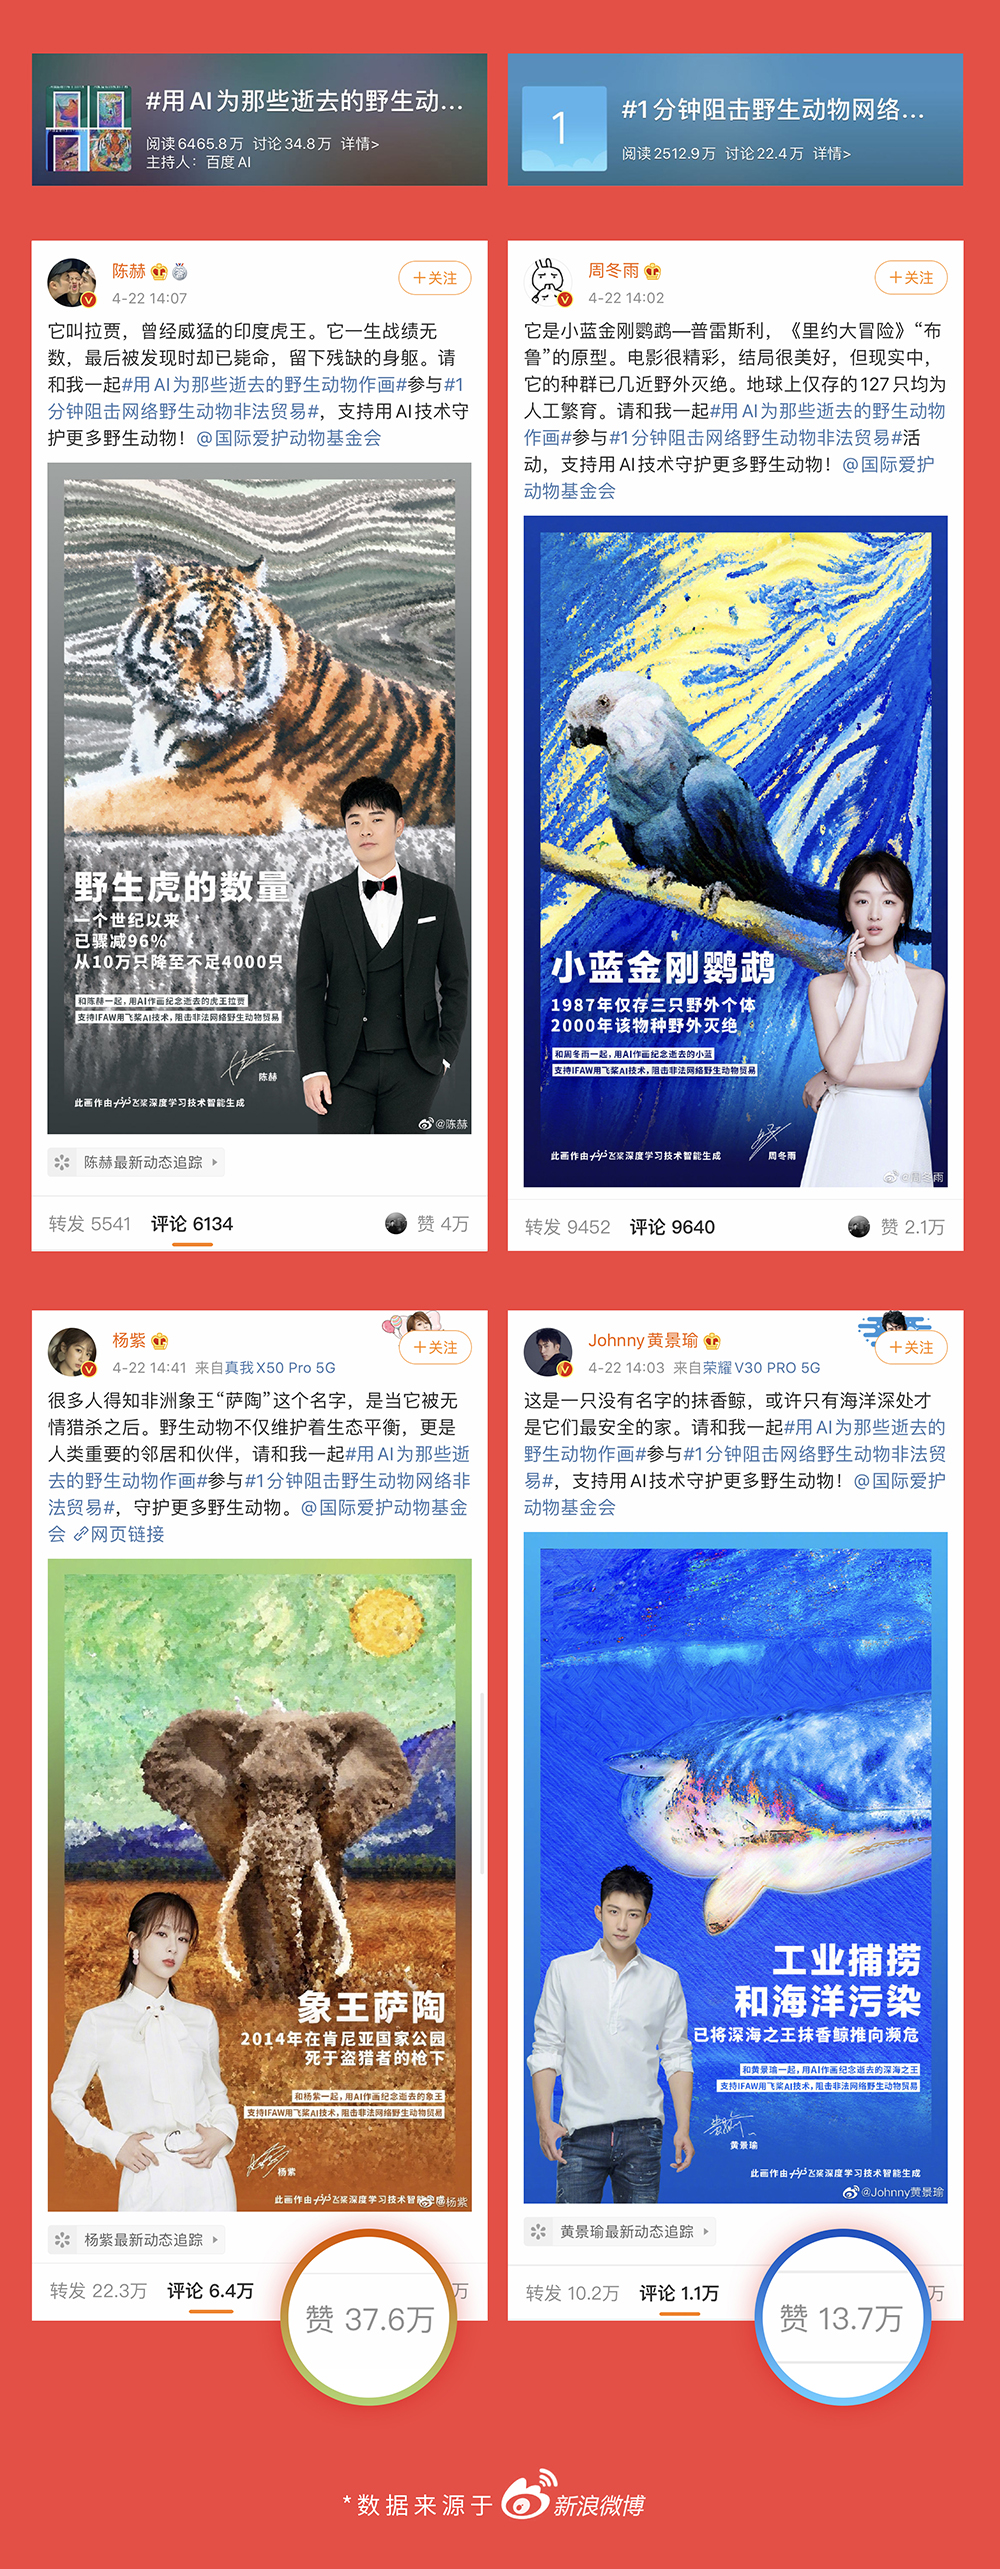 #用AI为那些逝去的野生动...
阅读6465.8万 讨论34.8万 详情>
主持人：百度AI
1
#1分钟阻击野生动物网络...
阅读2512.9万 讨论22.4万 详情>
陈赫
4-22 14:07
+关注
它叫拉贾，曾经威猛的印度虎王。它一生战绩无
数，最后被发现时却已毙命，留下残缺的身躯。请
和我一起#用AI为那些逝去的野生动物作画#参与#1
分钟阻击网络野生动物非法贸易#，支持用AI技术守
护更多野生动物！@国际爱护动物基金会
野生虎的数量
一个世纪以来
已骤减96%
从10万只降至不足4000只
和陈赫一起，用AI作画纪念逝去的虎王拉贾
支持IFAW用飞桨AI技术，阻击非法网络野生动物贸易
陈赫
此画作由飞桨深度学习技术智能生成
@陈赫
陈赫最新动态追踪
转发 5541 评论 6134 赞 4万
周冬雨
4-22 14:02
+关注
它是小蓝金刚鹦鹉—普雷斯利，《里约大冒险》“布
鲁”的原型。电影很精彩，结局很美好，但现实中，
它的种群已几近野外灭绝。地球上仅存的127只均为
人工繁育。请和我一起#用AI为那些逝去的野生动物
作画#参与#1分钟阻击网络野生动物非法贸易#活
动，支持用AI技术守护更多野生动物！@国际爱护
动物基金会
小蓝金刚鹦鹉
1987年仅存三只野外个体
2000年该物种野外灭绝
和周冬雨一起，用AI作画纪念逝去的小蓝
支持IFAW用飞桨AI技术，阻击非法网络野生动物贸易
周冬雨
此画作由飞桨深度学习技术智能生成
@周冬雨
转发 9452 评论 9640 赞 2.1万
杨紫
4-22 14:41 来自真我X50 Pro 5G
+关注
很多人得知非洲象王“萨陶”这个名字，是当它被无
情猎杀之后。野生动物不仅维护着生态平衡，更是
人类重要的邻居和伙伴，请和我一起#用AI为那些逝
去的野生动物作画#参与#1分钟阻击野生动物网络非
法贸易#，守护更多野生动物。@国际爱护动物基金
会 网页链接
象王萨陶
2014年在肯尼亚国家公园
死于盗猎者的枪下
和杨紫一起，用AI作画纪念逝去的象王
支持IFAW用飞桨AI技术，阻击非法网络野生动物贸易
杨紫
此画作由飞桨深度学习技术智能生成
@杨紫
杨紫最新动态追踪
转发 22.3万 评论 6.4万 万
赞 37.6万
Johnny黄景瑜
4-22 14:03 来自荣耀V30 PRO 5G
+关注
这是一只没有名字的抹香鲸，或许只有海洋深处才
是它们最安全的家。请和我一起#用AI为那些逝去的
野生动物作画#参与#1分钟阻击网络野生动物非法贸
易#，支持用AI技术守护更多野生动物！@国际爱护
动物基金会
工业捕捞
和海洋污染
已将深海之王抹香鲸推向濒危
和黄景瑜一起，用AI作画纪念逝去的深海之王
支持IFAW用飞桨AI技术，阻击非法网络野生动物贸易
黄景瑜
此画作由飞桨深度学习技术智能生成
@Johnny黄景瑜
黄景瑜最新动态追踪
转发 10.2万 评论 1.1万 万
赞 13.7万
*数据来源于 新浪微博